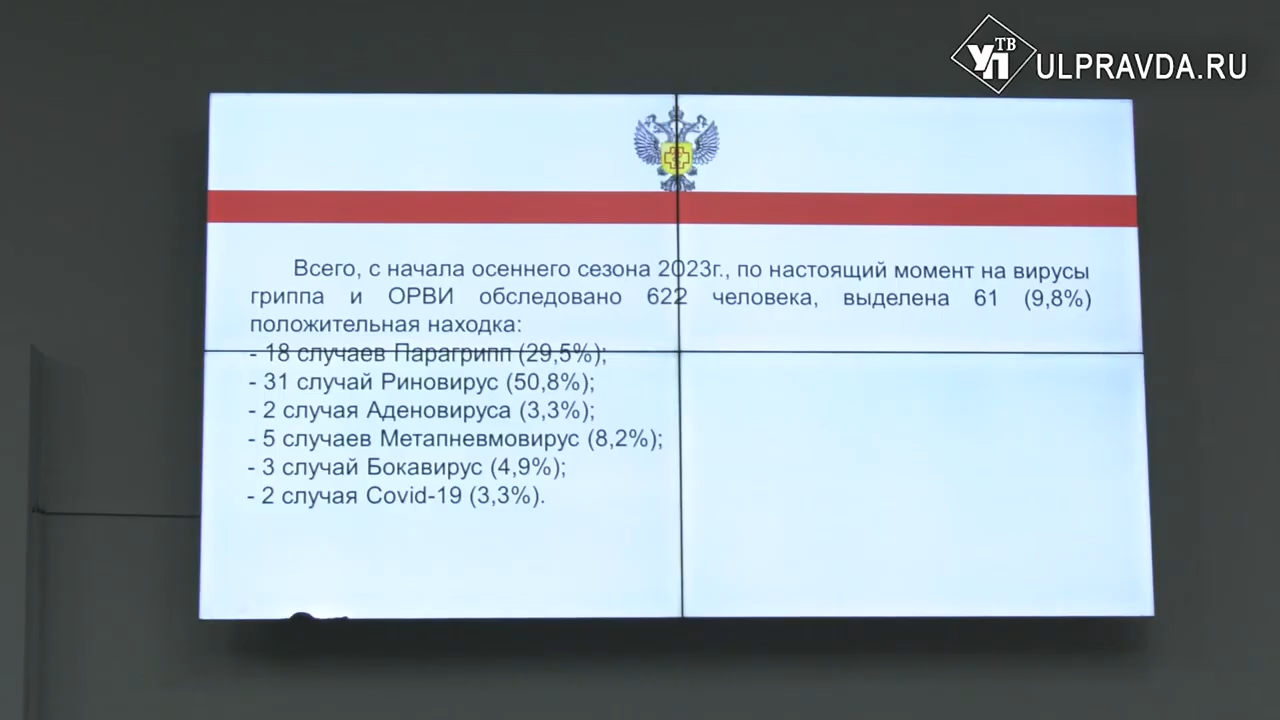 УП ТВ
ULPRAVDA.RU
Всего, с начала осеннего сезона 2023г., по настоящий момент на вирусы
гриппа и ОРВИ обследовано 622 человека, выделена 61 (9,8%)
положительная находка:
- 18 случаев Парагрипп (29,5%);
- 31 случай Риновирус (50,8%);
- 2 случая Аденовируса (3,3%);
- 5 случаев Метапневмовирус (8,2%);
- 3 случай Бокавирус (4,9%);
- 2 случая Covid-19 (3,3%).